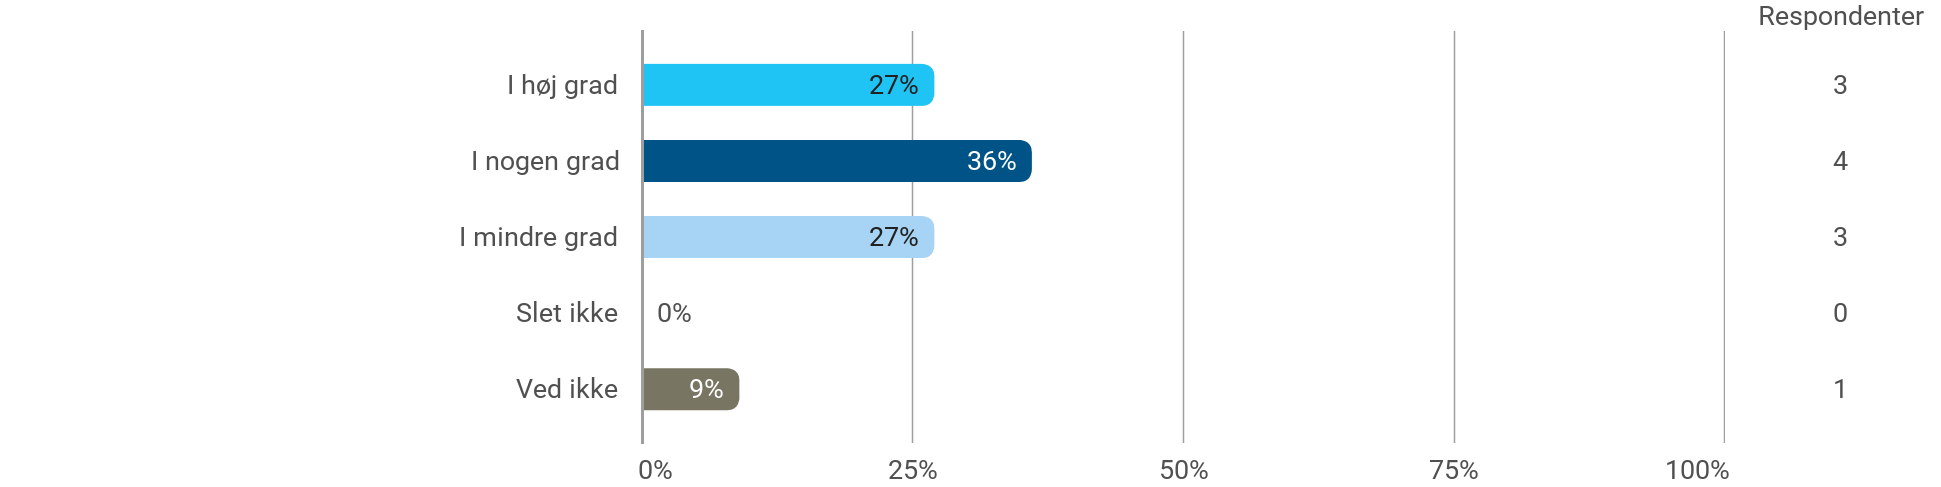 Respondenter
I høj grad 27% 3
I nogen grad 36% 4
I mindre grad 27% 3
Slet ikke 0% 0
Ved ikke 9% 1
0% 25% 50% 75% 100%